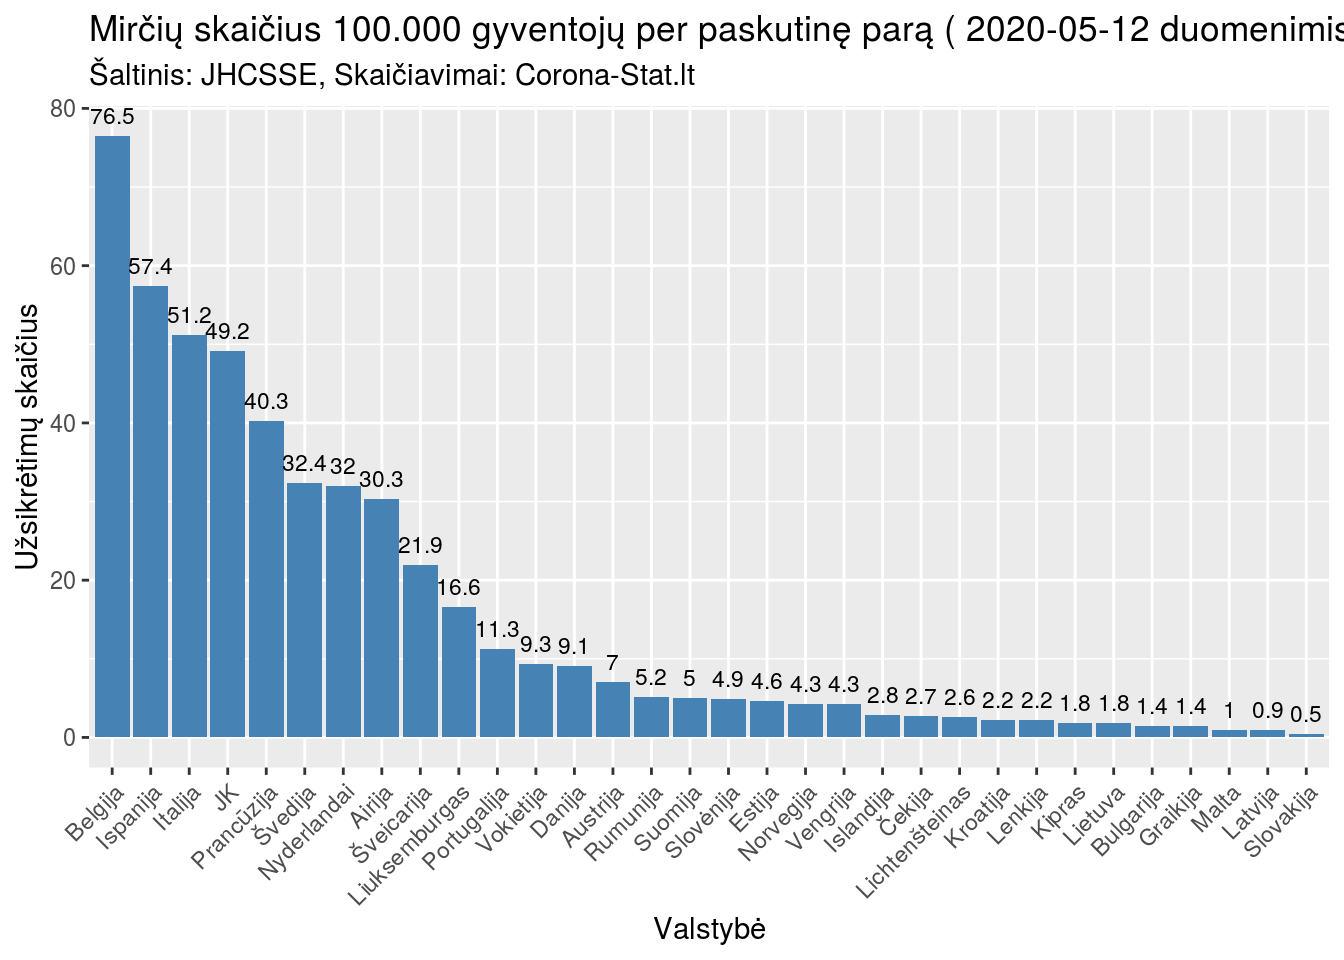 Mirčių skaičius 100.000 gyventojų per paskutinę parą ( 2020-05-12 duomenimis
Šaltinis: JHCSSE, Skaičiavimai: Corona-Stat.lt
Užsikrėtimų skaičius
80
60
40
20
0
76.5
57.4
51.2
49.2
40.3
32.4
32
30.3
21.9
16.6
11.3
9.3
9.1
7
5.2
5
4.9
4.6
4.3
4.3
2.8
2.7
2.6
2.2
2.2
1.8
1.8
1.4
1.4
1
0.9
0.5
Belgija
Ispanija
Italija
JK
Prancūzija
Švedija
Nyderlandai
Airija
Šveicarija
Liuksemburgas
Portugalija
Vokietija
Danija
Austrija
Rumunija
Suomija
Slovėnija
Estija
Norvegija
Vengrija
Islandija
Čekija
Lichtenšteinas
Kroatija
Lenkija
Kipras
Lietuva
Bulgarija
Graikija
Malta
Latvija
Slovakija
Valstybė